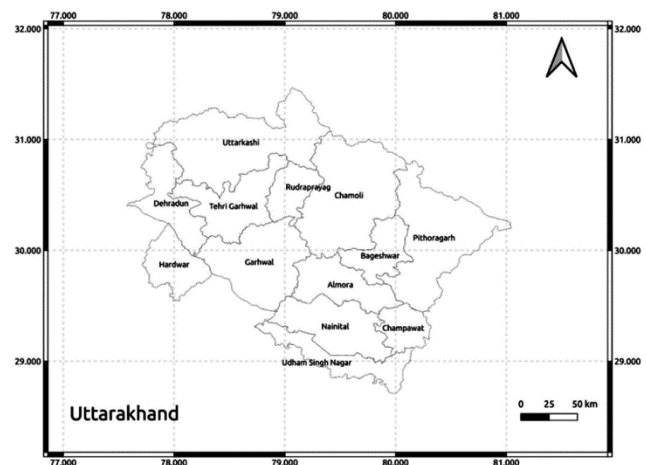 77.000 78.000 79.000 80.000 81.000
32.000 32.000
31.000 31.000
Uttarkashi
Rudraprayag
Chamoli
Dehradun
Tehri Garhwal
Pithoragarh
30.000 30.000
Bageshwar
Hardwar
Garhwal
Almora
Nainital
Champawat
29.000 29.000
Udham Singh Nagar
0 25 50 km
Uttarakhand
77.000 78.000 79.000 80.000 81.000